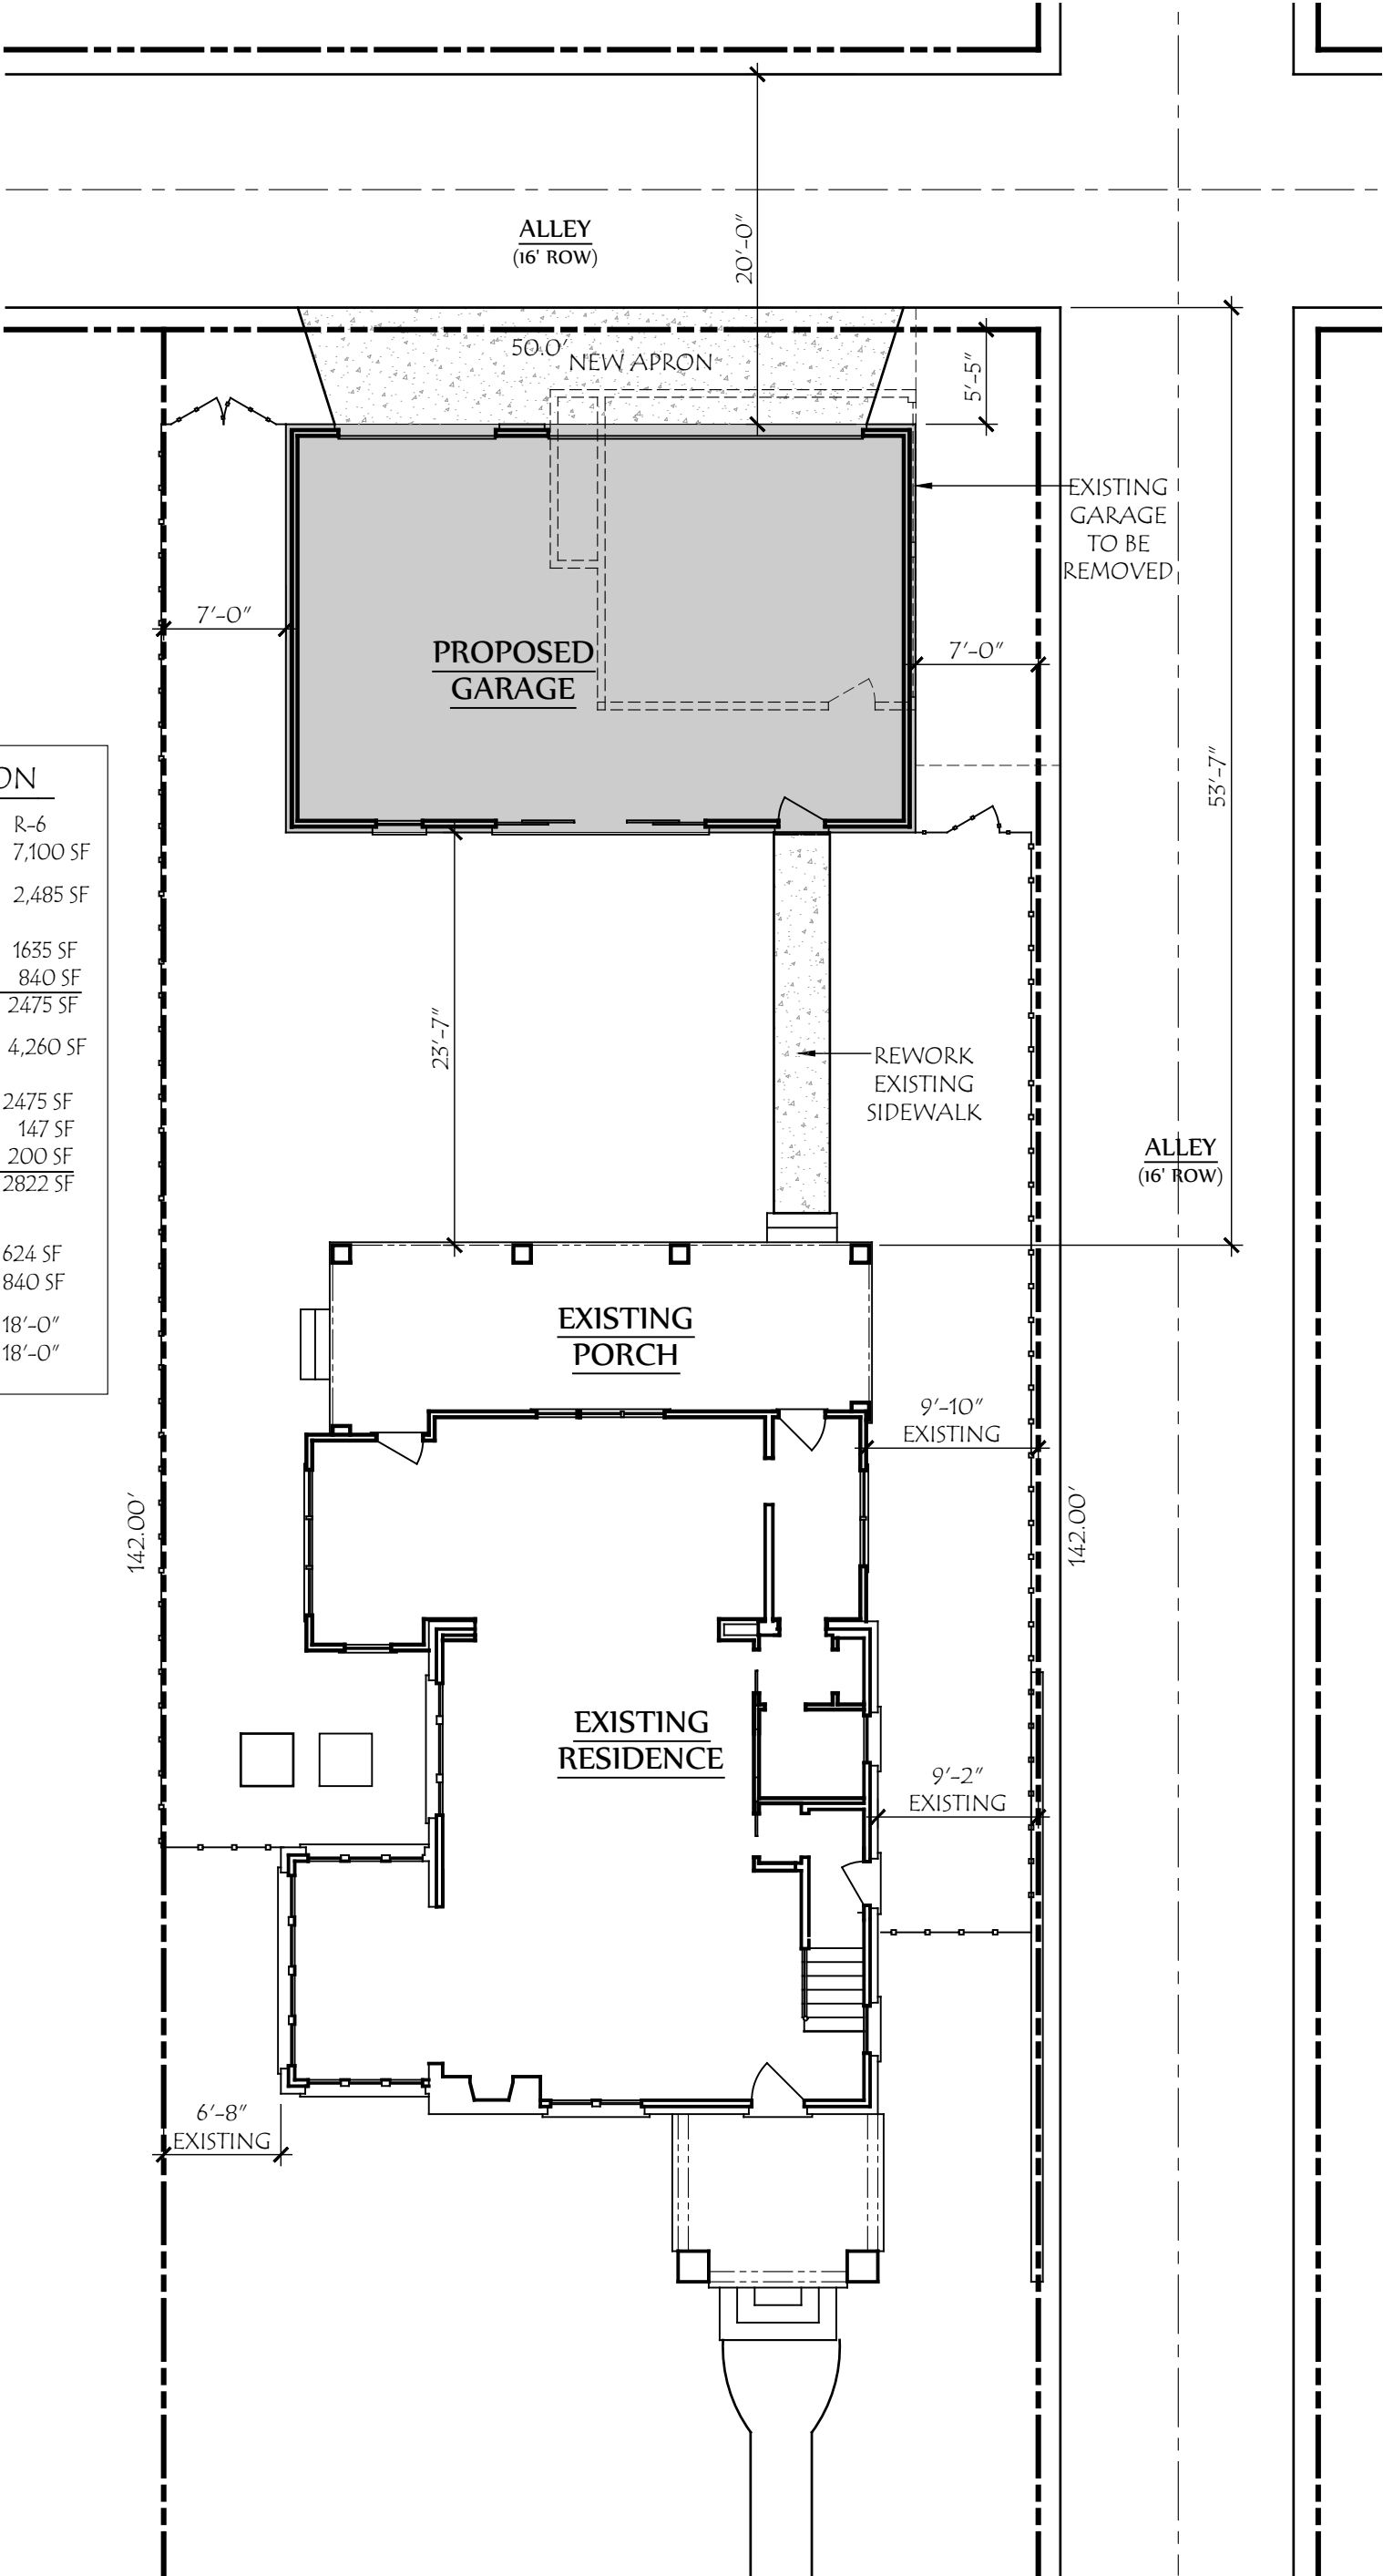 ALLEY
(16' ROW)
20'-0"
50.0'
NEW APRON
5'-5"
EXISTING
GARAGE
TO BE
REMOVED
7'-0"
PROPOSED
GARAGE
7'-0"
53'-7"
ON
R-6
7,100 SF
2,485 SF
1635 SF
840 SF
2475 SF
4,260 SF
2475 SF
147 SF
200 SF
2822 SF
624 SF
840 SF
18'-0"
18'-0"
23'-7"
REWORK
EXISTING
SIDEWALK
ALLEY
(16' ROW)
EXISTING
PORCH
9'-10"
EXISTING
142.00'
142.00'
EXISTING
RESIDENCE
9'-2"
EXISTING
6'-8"
EXISTING